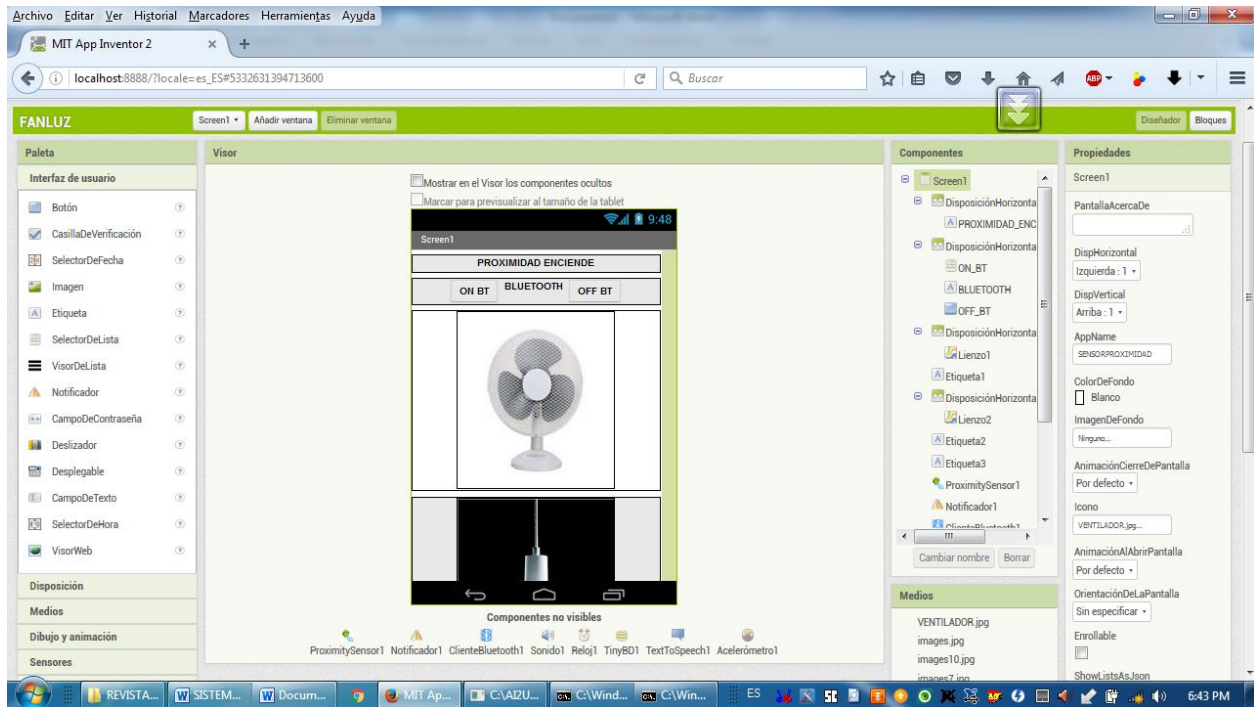 Archivo Editar Ver Historial Marcadores Herramientas Ayuda
MIT App Inventor 2
localhost:8888/?locale=es_ES#5332631394713600
Buscar
ABP
FANLUZ
Screen1
Añadir ventana
Eliminar ventana
Diseñador
Bloques
Paleta
Interfaz de usuario
Botón
CasillaDeVerificación
SelectorDeFecha
Imagen
Etiqueta
SelectorDeLista
VisorDeLista
Notificador
CampoDeContraseña
Deslizador
Desplegable
CampoDeTexto
SelectorDeHora
VisorWeb
Disposición
Medios
Dibujo y animación
Sensores
Visor
Mostrar en el Visor los componentes ocultos
Marcar para previsualizar al tamaño de la tablet
9:48
Screen1
PROXIMIDAD ENCIENDE
ON BT BLUETOOTH OFF BT
Componentes no visibles
ProximitySensor1 Notificador1 ClienteBluetooth1 Sonido1 Reloj1 TinyBD1 TextToSpeech1 Acelerómetro1
Componentes
Screen1
DisposiciónHorizonta
PROXIMIDAD_ENC
DisposiciónHorizonta
ON_BT
BLUETOOTH
OFF_BT
DisposiciónHorizonta
Lienzo1
Etiqueta1
DisposiciónHorizonta
Lienzo2
Etiqueta2
Etiqueta3
ProximitySensor1
Notificador1
ClienteBluetooth1
Cambiar nombre
Borrar
Medios
VENTILADOR.jpg
images.jpg
images10.jpg
images7.jpg
Propiedades
Screen1
PantallaAcercaDe
DispHorizontal
Izquierda : 1
DispVertical
Arriba : 1
AppName
SENSORPROXIMIDAD
ColorDeFondo
Blanco
ImagenDeFondo
Ninguno...
AnimaciónCierreDePantalla
Por defecto
Icono
VENTILADOR.jpg...
AnimaciónAlAbrirPantalla
Por defecto
OrientaciónDeLaPantalla
Sin especificar
Enrollable
ShowListsAsJson
REVISTA...
SISTEM...
Docum...
MIT Ap...
C:\AI2U...
C:\Wind...
C:\Win...
ES
6:43 PM